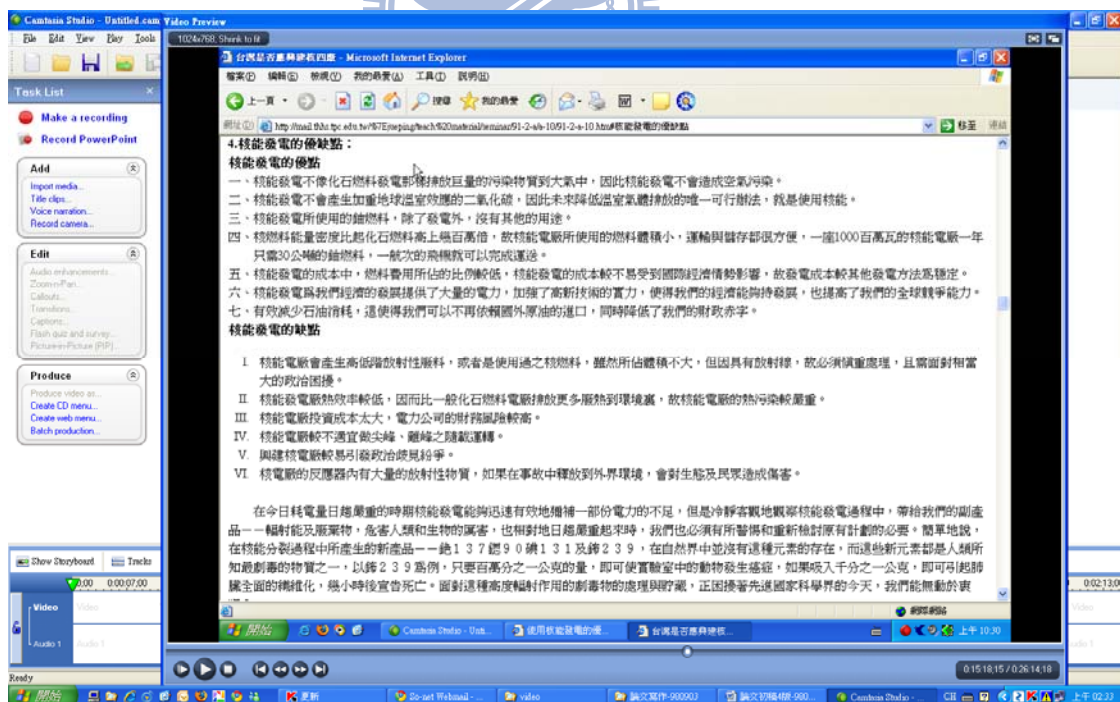 Camtasia Studio - Untitled.cam
Video Preview
File Edit View Play Tools
1024x768, Shrink to fit
台灣是否應興建核四廠 - Microsoft Internet Explorer
檔案(F) 編輯(E) 檢視(V) 我的最愛(A) 工具(T) 說明(H)
上一頁 搜尋 我的最愛
網址(D) 移至 連結
Task List
Make a recording
Record PowerPoint
Add
Import media...
Title clips...
Voice narration...
Record camera...
Edit
Audio enhancements...
Zoom-n-Pan...
Callouts...
Transitions...
Captions...
Flash quiz and survey...
Picture-in-Picture (PIP)...
Produce
Produce video as...
Create CD menu...
Create web menu...
Batch production...
4.核能發電的優缺點：
核能發電的優點
一、核能發電不像化石燃料發電那樣排放巨量的污染物質到大氣中，因此核能發電不會造成空氣污染。
二、核能發電不會產生加重地球溫室效應的二氧化碳，因此未來降低溫室氣體排放的唯一可行辦法，就是使用核能。
三、核能發電所使用的鈾燃料，除了發電外，沒有其他的用途。
四、核燃料能量密度比起化石燃料高上幾百萬倍，故核能電廠所使用的燃料體積小，運輸與儲存都很方便，一座1000百萬瓦的核能電廠一年
只需30公噸的鈾燃料，一航次的飛機就可以完成運送。
五、核能發電的成本中，燃料費用所佔的比例較低，核能發電的成本較不易受到國際經濟情勢影響，故發電成本較其他發電方法爲穩定。
六、核能發電爲我們經濟的發展提供了大量的電力，加強了高新技術的實力，使得我們的經濟能夠持發展，也提高了我們的全球競爭能力。
七、有效減少石油消耗，這使得我們可以不再依賴國外原油的進口，同時降低了我們的財政赤字。
核能發電的缺點
I. 核能電廠會產生高低階放射性廢料，或者是使用過之核燃料，雖然所佔體積不大，但因具有放射線，故必須慎重處理，且需面對相當
大的政治困擾。
II. 核能發電廠熱效率較低，因而比一般化石燃料電廠排放更多廢熱到環境裏，故核能電廠的熱污染較嚴重。
III. 核能電廠投資成本太大，電力公司的財務風險較高。
IV. 核能電廠較不適宜做尖峰、離峰之隨載運轉。
V. 興建核電廠較易引發政治歧見紛爭。
VI. 核電廠的反應器內有大量的放射性物質，如果在事故中釋放到外界環境，會對生態及民眾造成傷害。
在今日耗電量日趨嚴重的時期核能發電能夠迅速有效地增補一部份電力的不足，但是冷靜客觀地觀察核能發電過程中，帶給我們的副產
品－－輻射能及廢棄物，危害人類和生物的厲害，也相對地日趨嚴重起來時，我們也必須有所警惕和重新檢討原有計劃的必要。簡單地說，
在核能分裂過程中所產生的新產品－－銫１３７鍶９０碘１３１及鈽２３９，在自然界中並沒有這種元素的存在，而這些新元素都是人類所
知最劇毒的物質之一，以鈽２３９爲例，只要百萬分之一公克的量，即可使實驗室中的動物發生癌症，如果吸入千分之一公克，即可引起肺
臟全面的纖維化，幾小時後宣告死亡。面對這種高度輻射作用的劇毒物的處理與貯藏，正困擾著先進國家科學界的今天，我們能無動於衷
網際網路
開始 Camtasia Studio - Unti... 使用核能發電的優... 台灣是否應興建核... 上午 10:30
Show Storyboard Tracks
0:00 0:00:07;00 0:02:13;00
Video Video Video
Audio 1 Audio 1 Audio 1
0:15:18;15 / 0:26:14;18
Ready
開始 更新 So-net Webmail - ... video 論文寫作-980903 論文初稿4版-980... Camtasia Studio - ... CH 上午 02:33